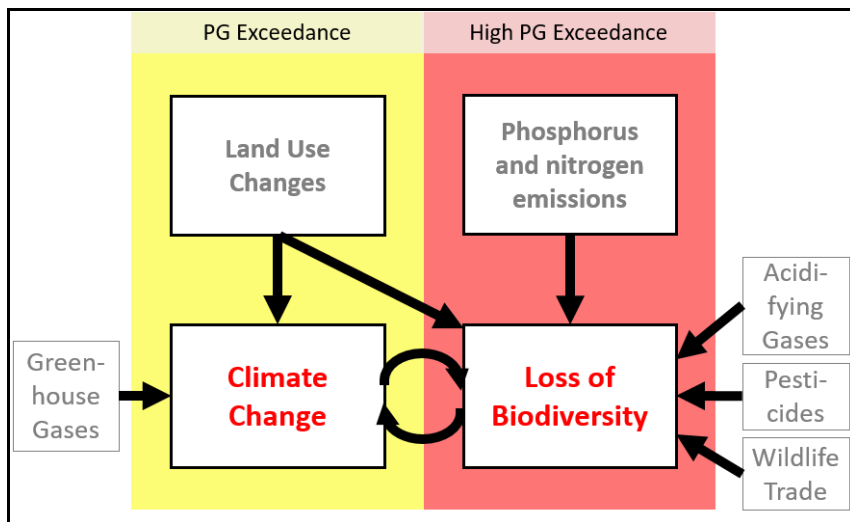 PG Exceedance
High PG Exceedance
Land Use
Changes
Phosphorus
and nitrogen
emissions
Green-
house
Gases
Climate
Change
Loss of
Biodiversity
Acidi-
fying
Gases
Pesti-
cides
Wildlife
Trade